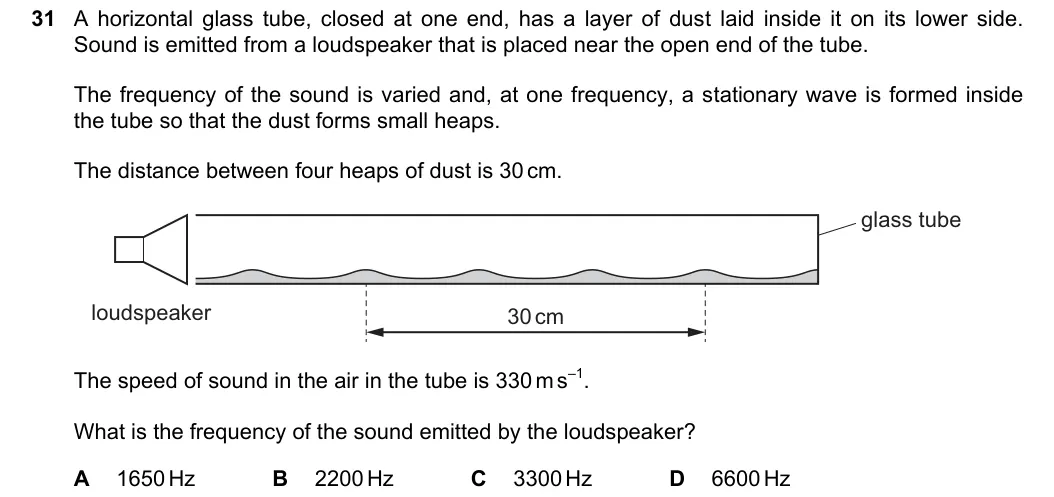 31 A horizontal glass tube, closed at one end, has a layer of dust laid inside it on its lower side.
Sound is emitted from a loudspeaker that is placed near the open end of the tube.
The frequency of the sound is varied and, at one frequency, a stationary wave is formed inside
the tube so that the dust forms small heaps.
The distance between four heaps of dust is 30 cm.
glass tube
loudspeaker
30 cm
The speed of sound in the air in the tube is 330 m s⁻¹.
What is the frequency of the sound emitted by the loudspeaker?
A 1650 Hz B 2200 Hz C 3300 Hz D 6600 Hz